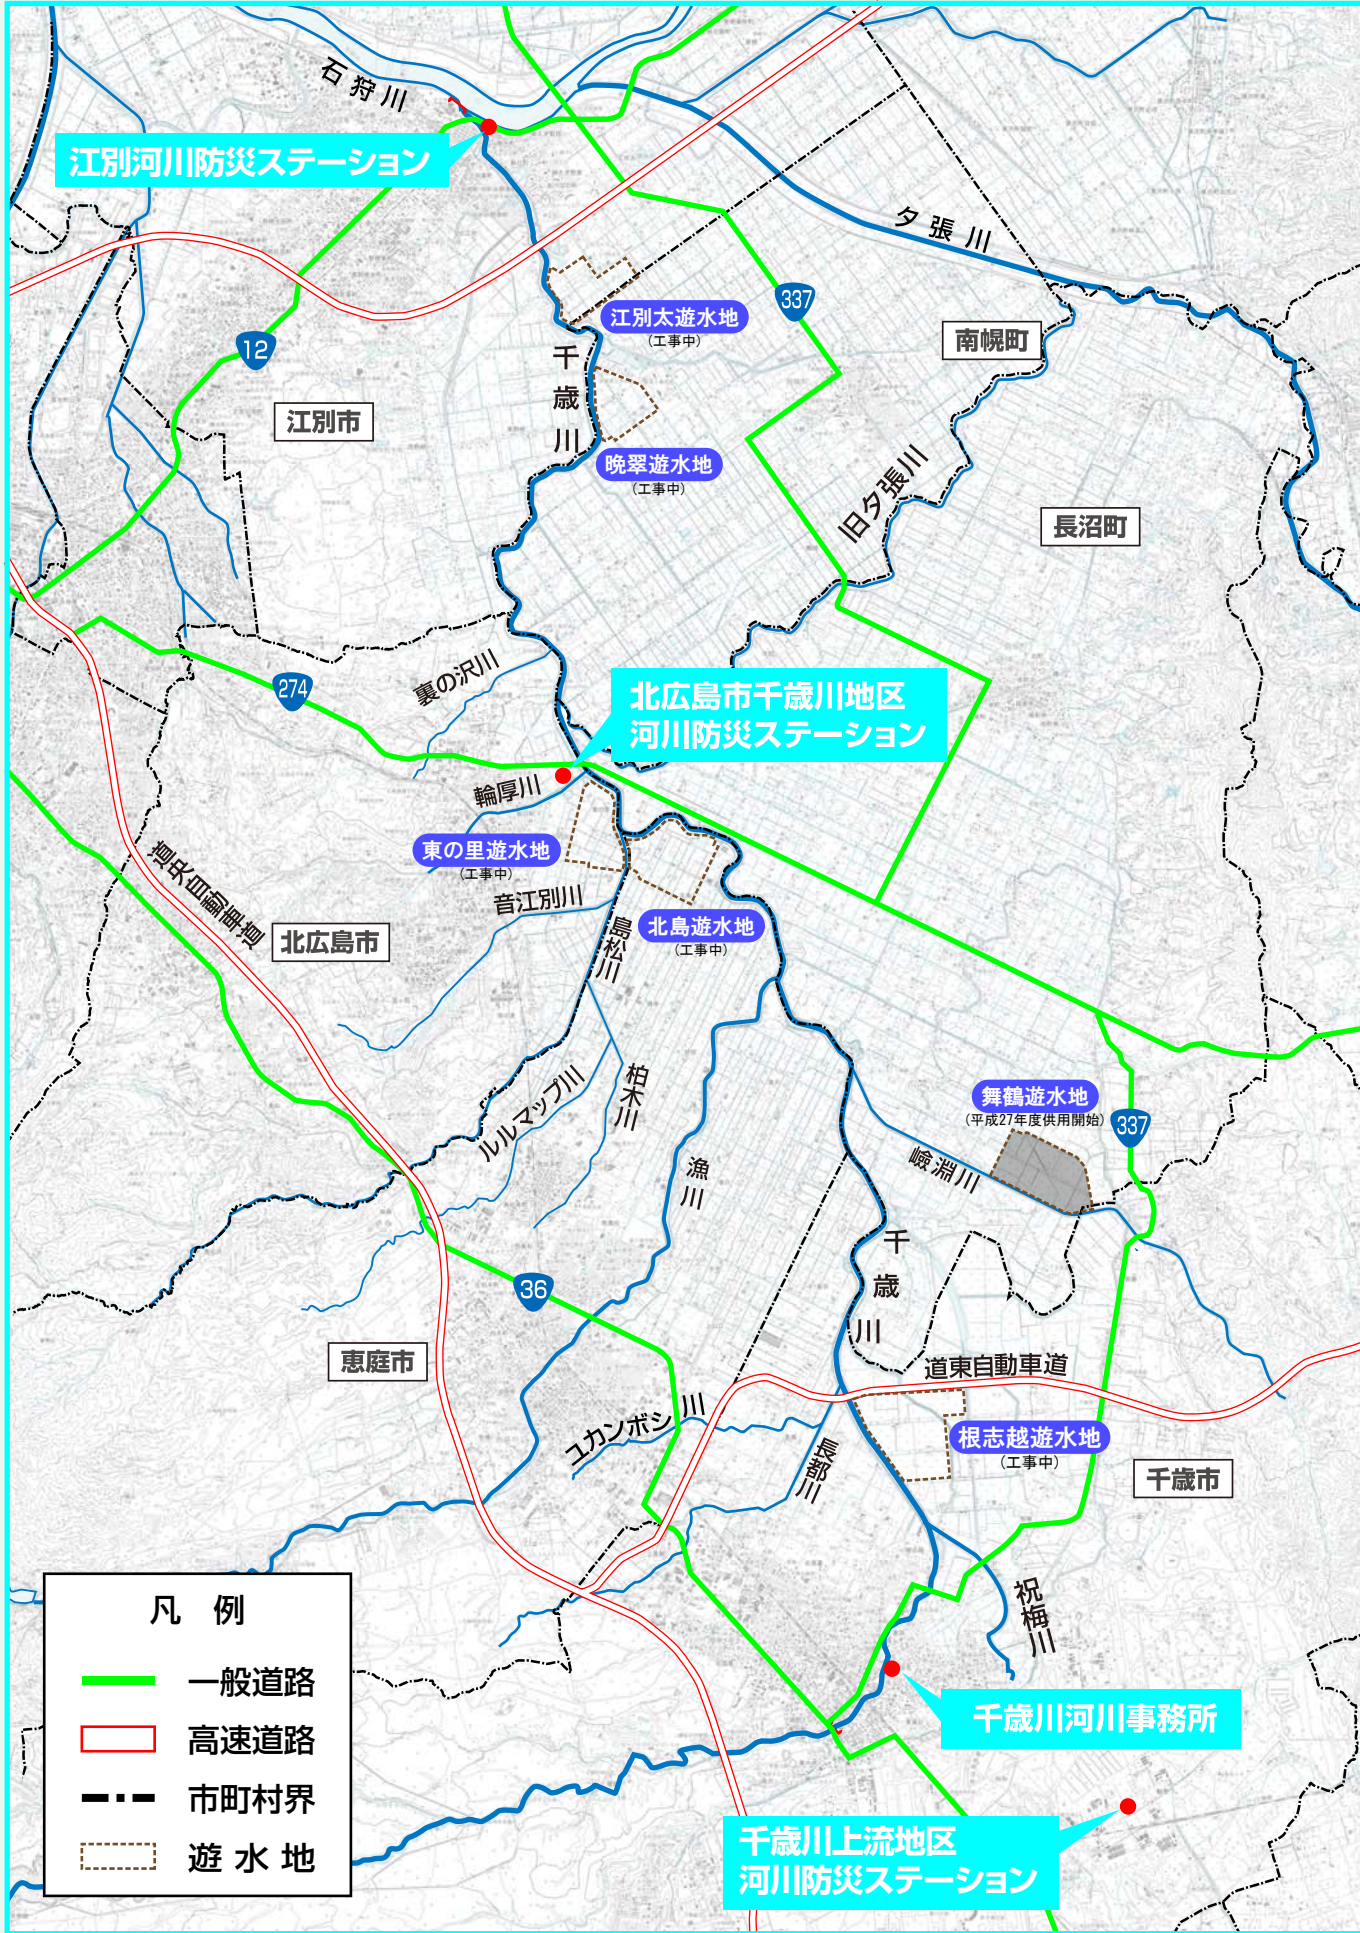 石狩川
江別河川防災ステーション
夕張川
337
江別太遊水地
(工事中)
南幌町
12
千歳川
江別市
晩翠遊水地
(工事中)
旧夕張川
長沼町
裏の沢川
274
北広島市千歳川地区
河川防災ステーション
輪厚川
東の里遊水地
(工事中)
道央自動車道
音江別川
北広島市
島松川
北島遊水地
(工事中)
ルルマップ川
柏木川
舞鶴遊水地
(平成27年度供用開始)
337
漁川
嶮淵川
千歳川
36
恵庭市
道東自動車道
ユカンボシ川
長都川
根志越遊水地
(工事中)
千歳市
祝梅川
凡 例
一般道路
高速道路
市町村界
遊水地
千歳川河川事務所
千歳川上流地区
河川防災ステーション